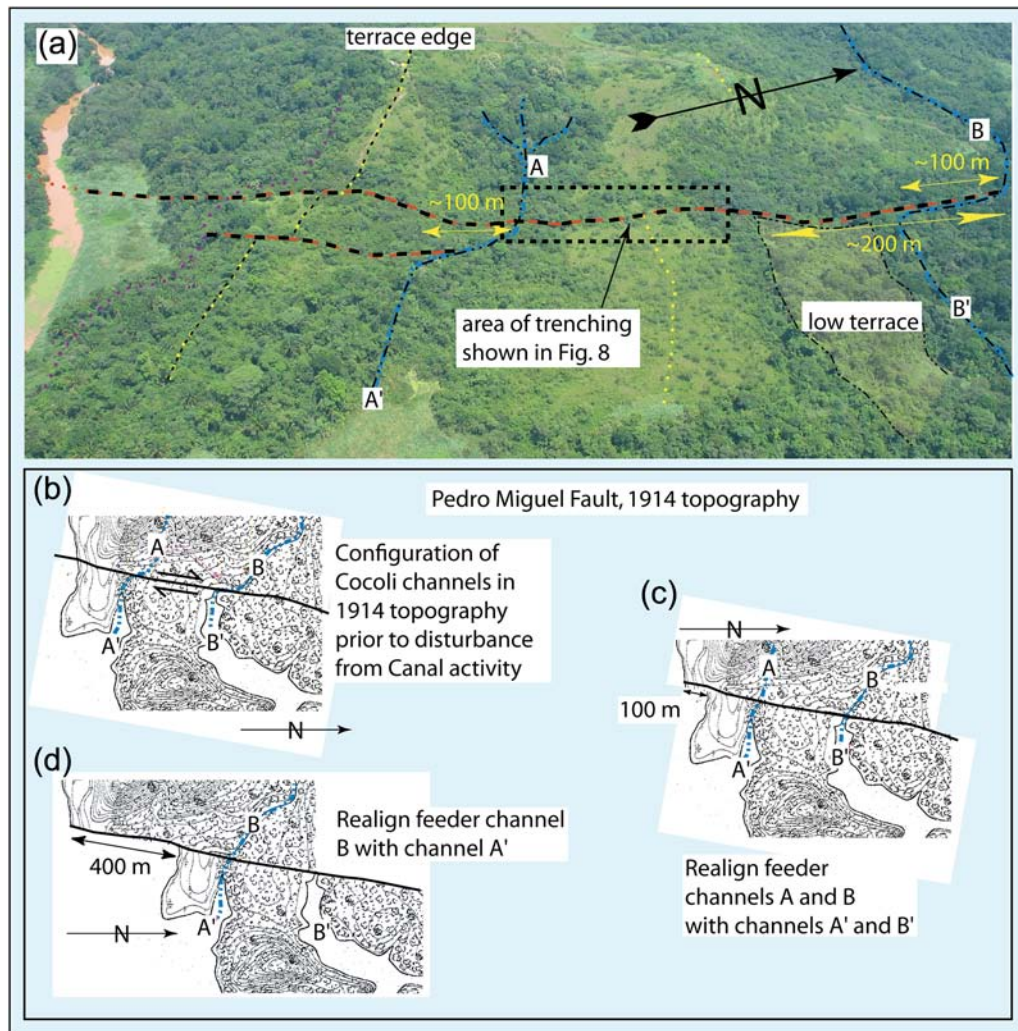 (a)
terrace edge
N
B
A
~100 m
~100 m
~200 m
area of trenching
shown in Fig. 8
low terrace
B'
A'
(b)
Pedro Miguel Fault, 1914 topography
A
B
A'
B'
Configuration of
Cocoli channels in
1914 topography
prior to disturbance
from Canal activity
N
(c)
N
A
B
100 m
A'
B'
Realign feeder
channels A and B
with channels A' and B'
(d)
B
400 m
A'
B'
N
Realign feeder channel
B with channel A'